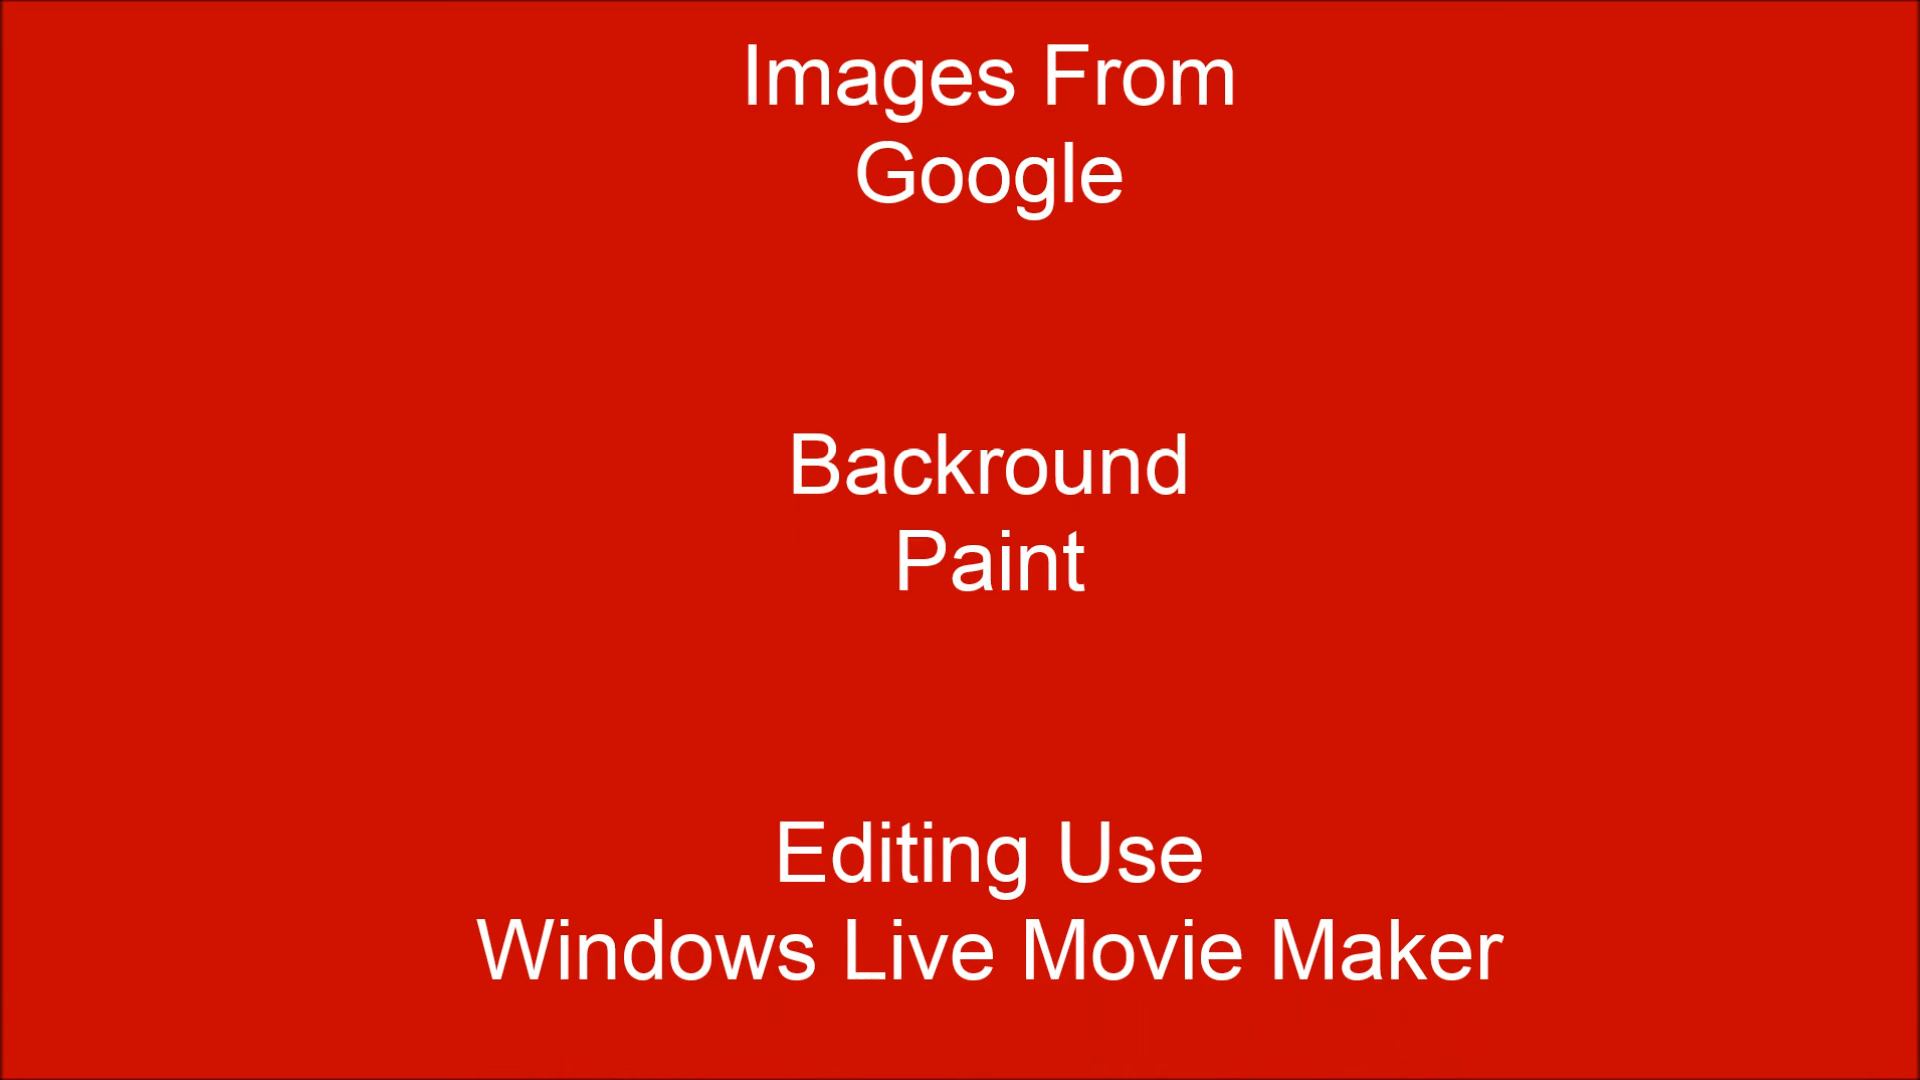 Images From
Google
Backround
Paint
Editing Use
Windows Live Movie Maker